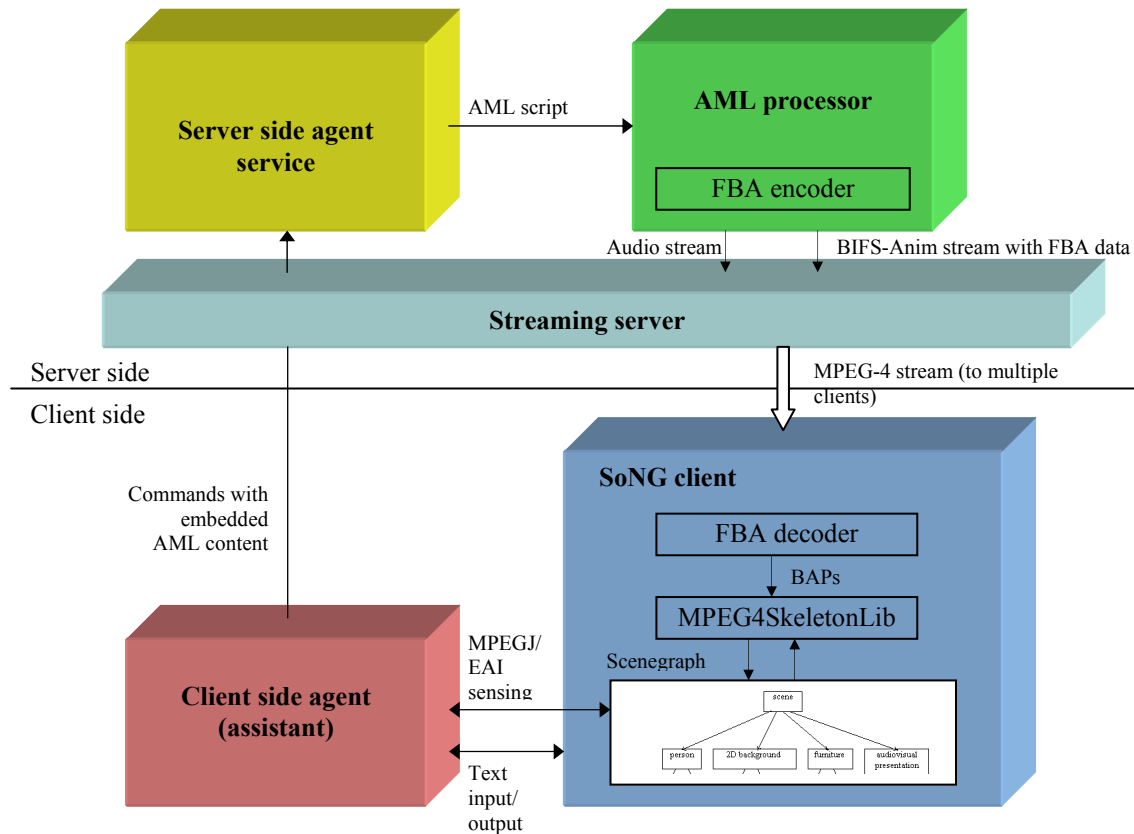 Server side agent
service
AML script
AML processor
FBA encoder
Audio stream
BIFS-Anim stream with FBA data
Streaming server
Server side
Client side
MPEG-4 stream (to multiple
clients)
Commands with
embedded
AML content
SoNG client
FBA decoder
BAPs
MPEG4SkeletonLib
Scenegraph
scene
person
2D background
furniture
audiovisual
presentation
MPEGJ/
EAI
sensing
Client side agent
(assistant)
Text
input/
output